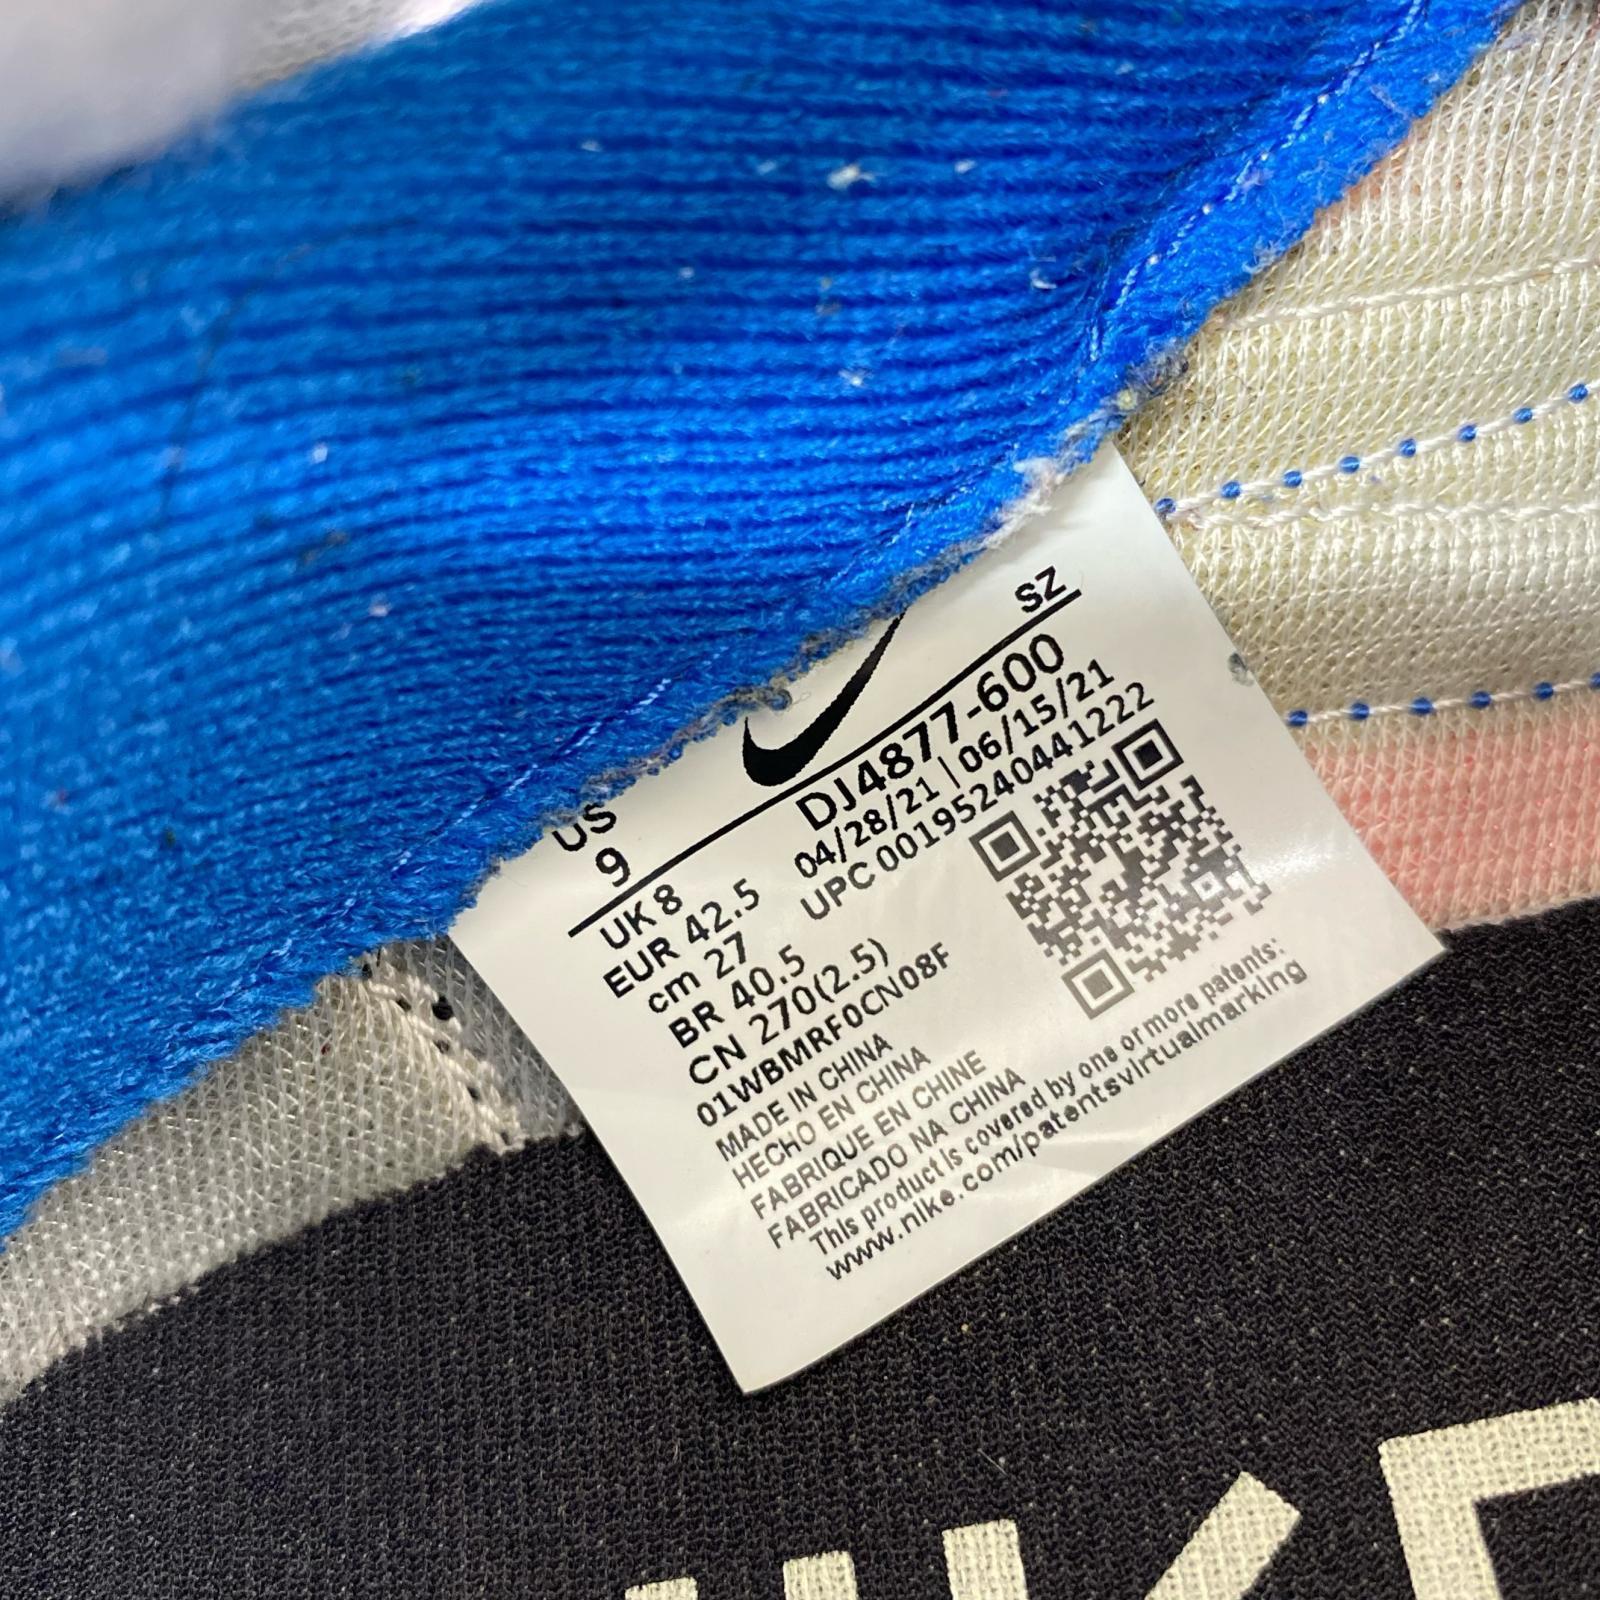 SZ
US
9
DJ4877-600
04/28/21 | 06/15/21
UPC 00195240441222
UK 8
EUR 42.5
cm 27
BR 40.5
CN 270(2.5)
01WBMRF0CN08F
MADE IN CHINA
HECHO EN CHINA
FABRIQUE EN CHINE
FABRICADO NA CHINA
This product is covered by one or more patents:
www.nike.com/patentsvirtualmarking